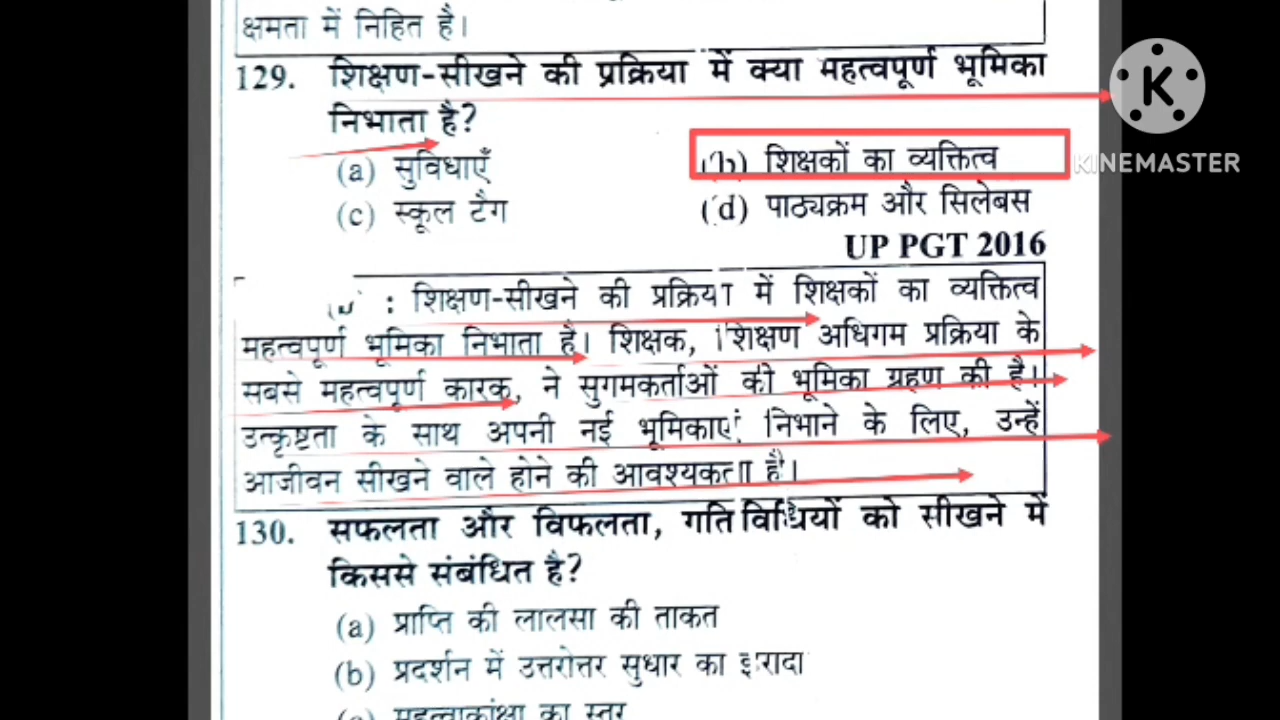 क्षमता में निहित है।
129. शिक्षण-सीखने की प्रक्रिया में क्या महत्वपूर्ण भूमिका
निभाता है?
(a) सुविधाएँ (b) शिक्षकों का व्यक्तित्व
(c) स्कूल टैग (d) पाठ्यक्रम और सिलेबस
UP PGT 2016
: शिक्षण-सीखने की प्रक्रिया में शिक्षकों का व्यक्तित्व
महत्वपूर्ण भूमिका निभाता है। शिक्षक, शिक्षण अधिगम प्रक्रिया के
सबसे महत्वपूर्ण कारक, ने सुगमकर्ताओं की भूमिका ग्रहण की है।
उत्कृष्टता के साथ अपनी नई भूमिकाएं निभाने के लिए, उन्हें
आजीवन सीखने वाले होने की आवश्यकता है।
130. सफलता और विफलता, गतिविधियों को सीखने में
किससे संबंधित है?
(a) प्राप्ति की लालसा की ताकत
(b) प्रदर्शन में उत्तरोत्तर सुधार का इरादा
महत्वाकांक्षा का स्तर
K
KINEMASTER